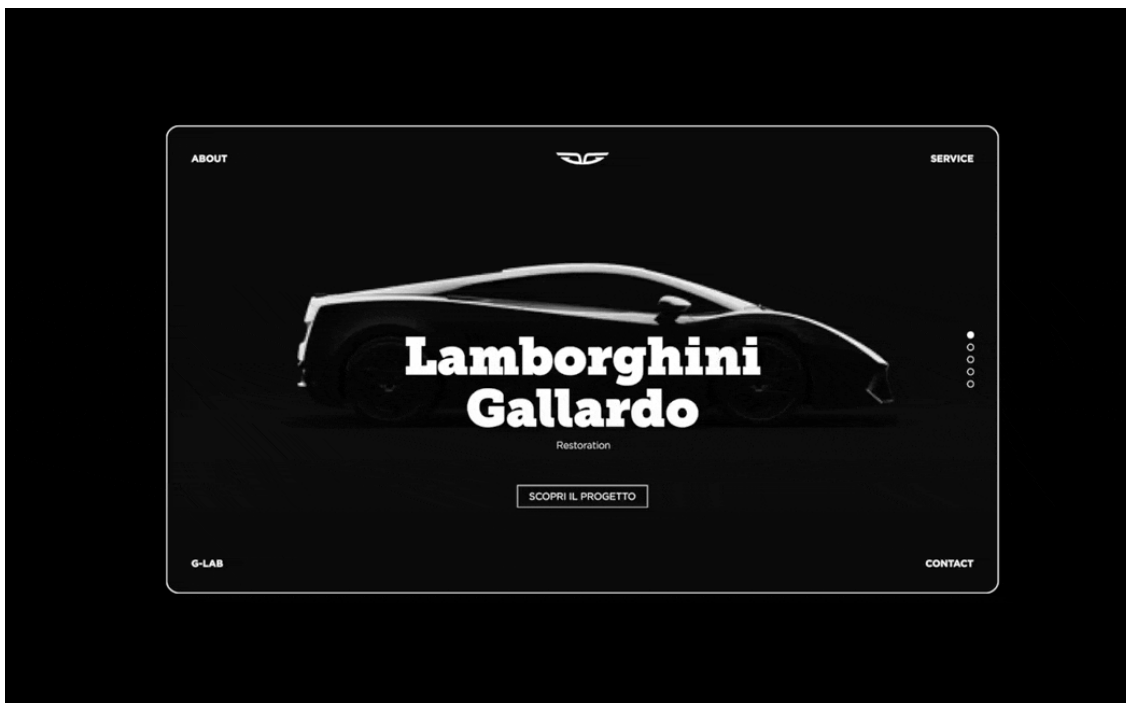 ABOUT
SERVICE
Lamborghini
Gallardo
Restoration
SCOPRI IL PROGETTO
G-LAB
CONTACT